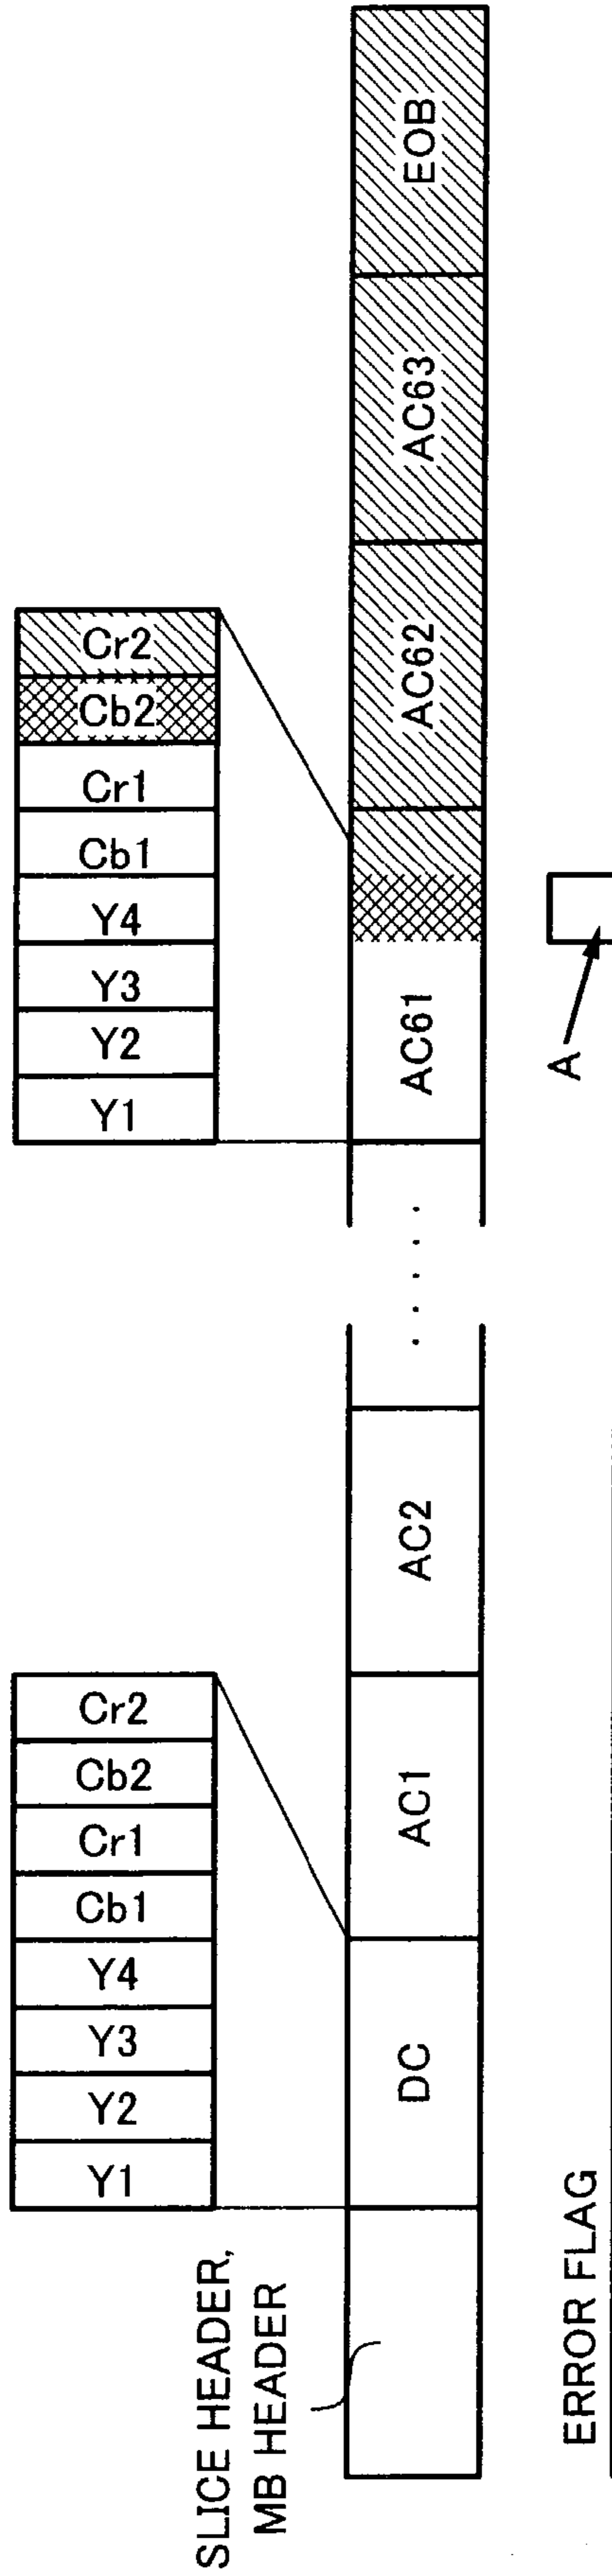 Y1 Y2 Y3 Y4 Cb1 Cr1 Cb2 Cr2
Y1 Y2 Y3 Y4 Cb1 Cr1 Cb2 Cr2
SLICE HEADER,
MB HEADER
DC AC1 AC2 ..... AC61 AC62 AC63 EOB
A
ERROR FLAG